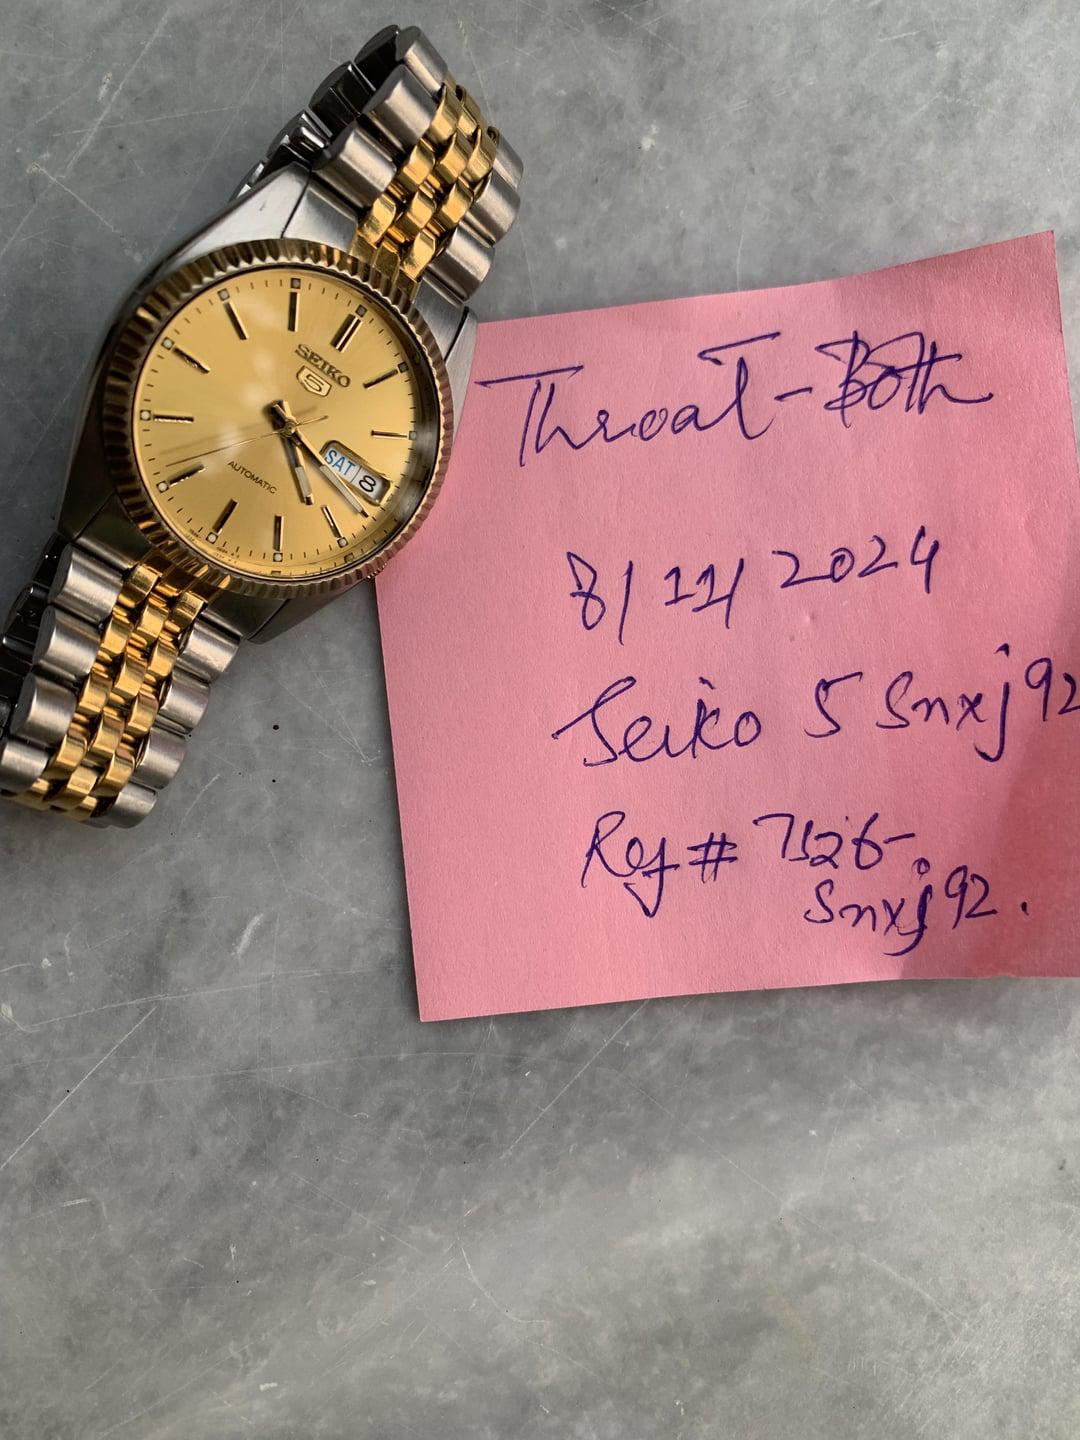 SEIKO
5
SAT 8
AUTOMATIC
Throat-Both
8/11/2024
Seiko 5 Snxj92
Ref # 7S26-
Snxj92.